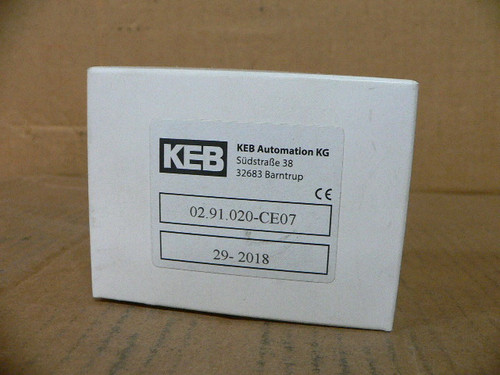 KEB
KEB Automation KG
Südstraße 38
32683 Barntrup
CE
02.91.020-CE07
29- 2018